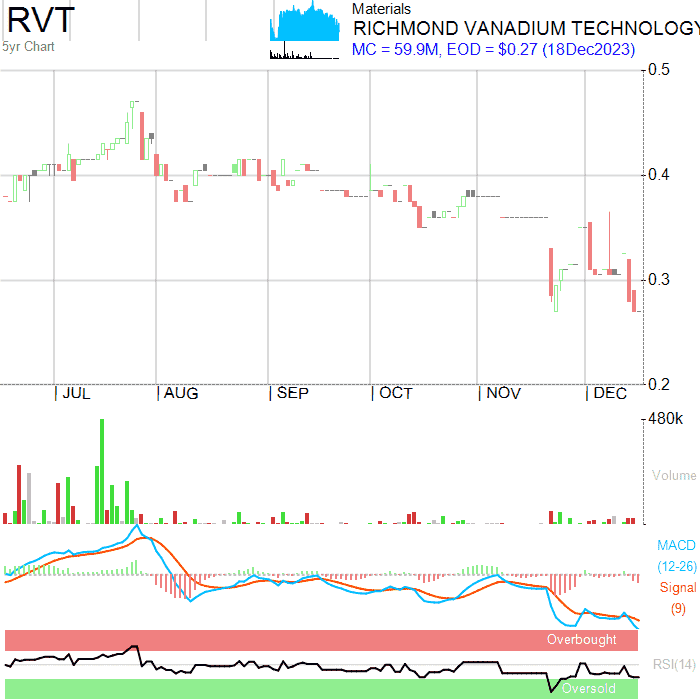 RVT
5yr Chart
Materials
RICHMOND VANADIUM TECHNOLOGY
MC = 59.9M, EOD = $0.27 (18Dec2023)
0.5
0.4
0.3
0.2
JUL AUG SEP OCT NOV DEC
480k
Volume
MACD
(12-26)
Signal
(9)
Overbought
RSI(14)
Oversold